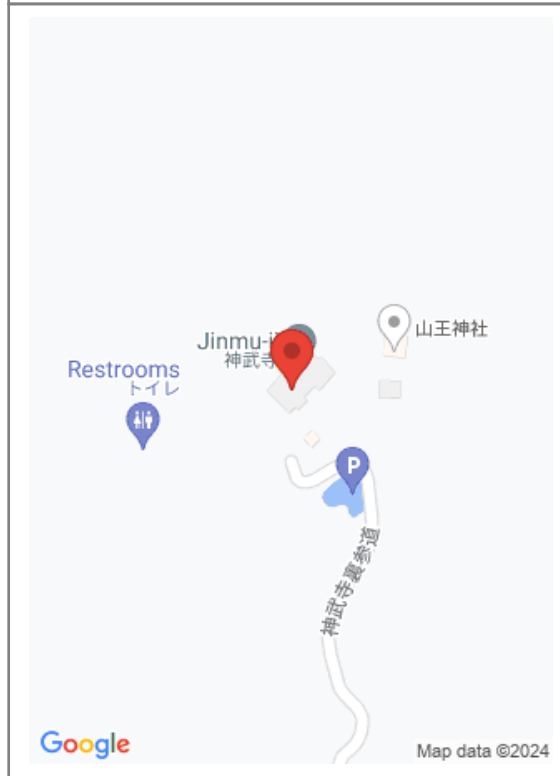 Jinmu-ji
神武寺
山王神社
Restrooms
トイレ
P
神武寺裏参道
Google
Map data ©2024